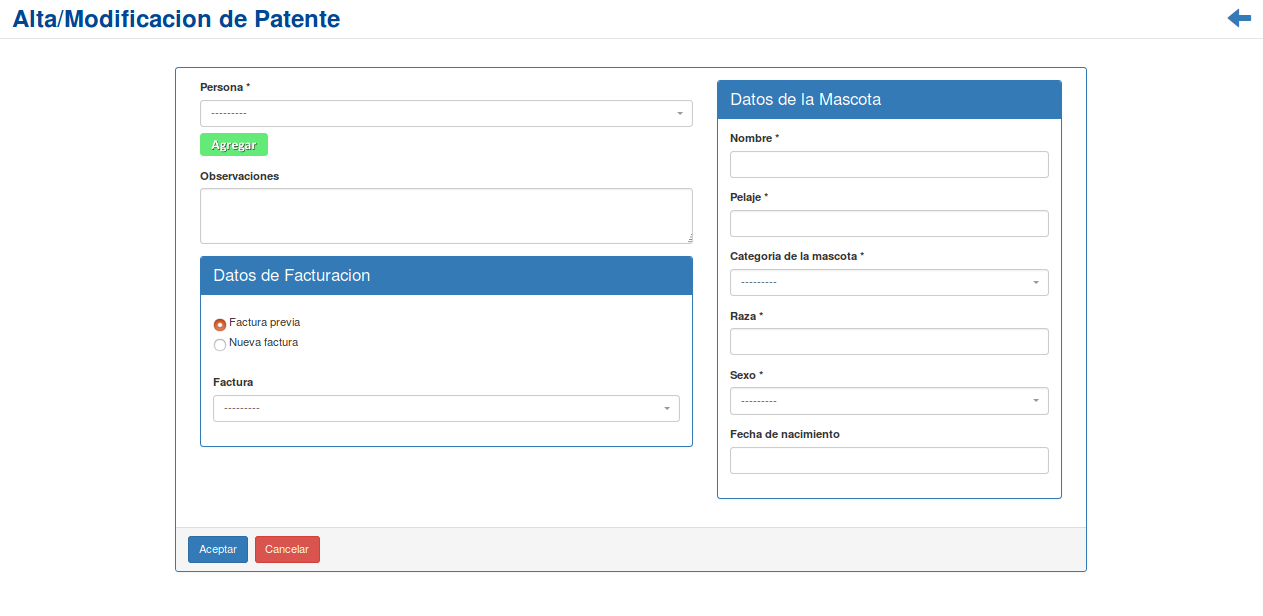 Alta/Modificacion de Patente
Persona *
---------
Agregar
Observaciones
Datos de Facturacion
Factura previa
Nueva factura
Factura
---------
Datos de la Mascota
Nombre *
Pelaje *
Categoria de la mascota *
---------
Raza *
Sexo *
---------
Fecha de nacimiento
Aceptar
Cancelar